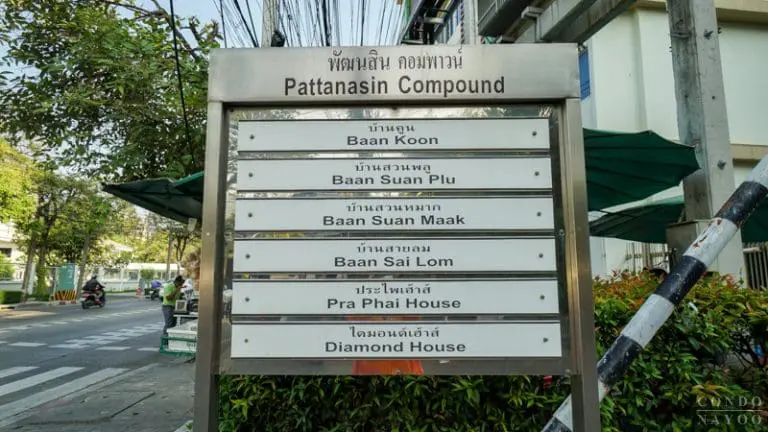 พัฒนสิน คอมพาวน์
Pattanasin Compound
บ้านคูน
Baan Koon
บ้านสวนพลู
Baan Suan Plu
บ้านสวนหมาก
Baan Suan Maak
บ้านสายลม
Baan Sai Lom
ประไพเฮ้าส์
Pra Phai House
ไดมอนด์เฮ้าส์
Diamond House
CONDO
NAYOO